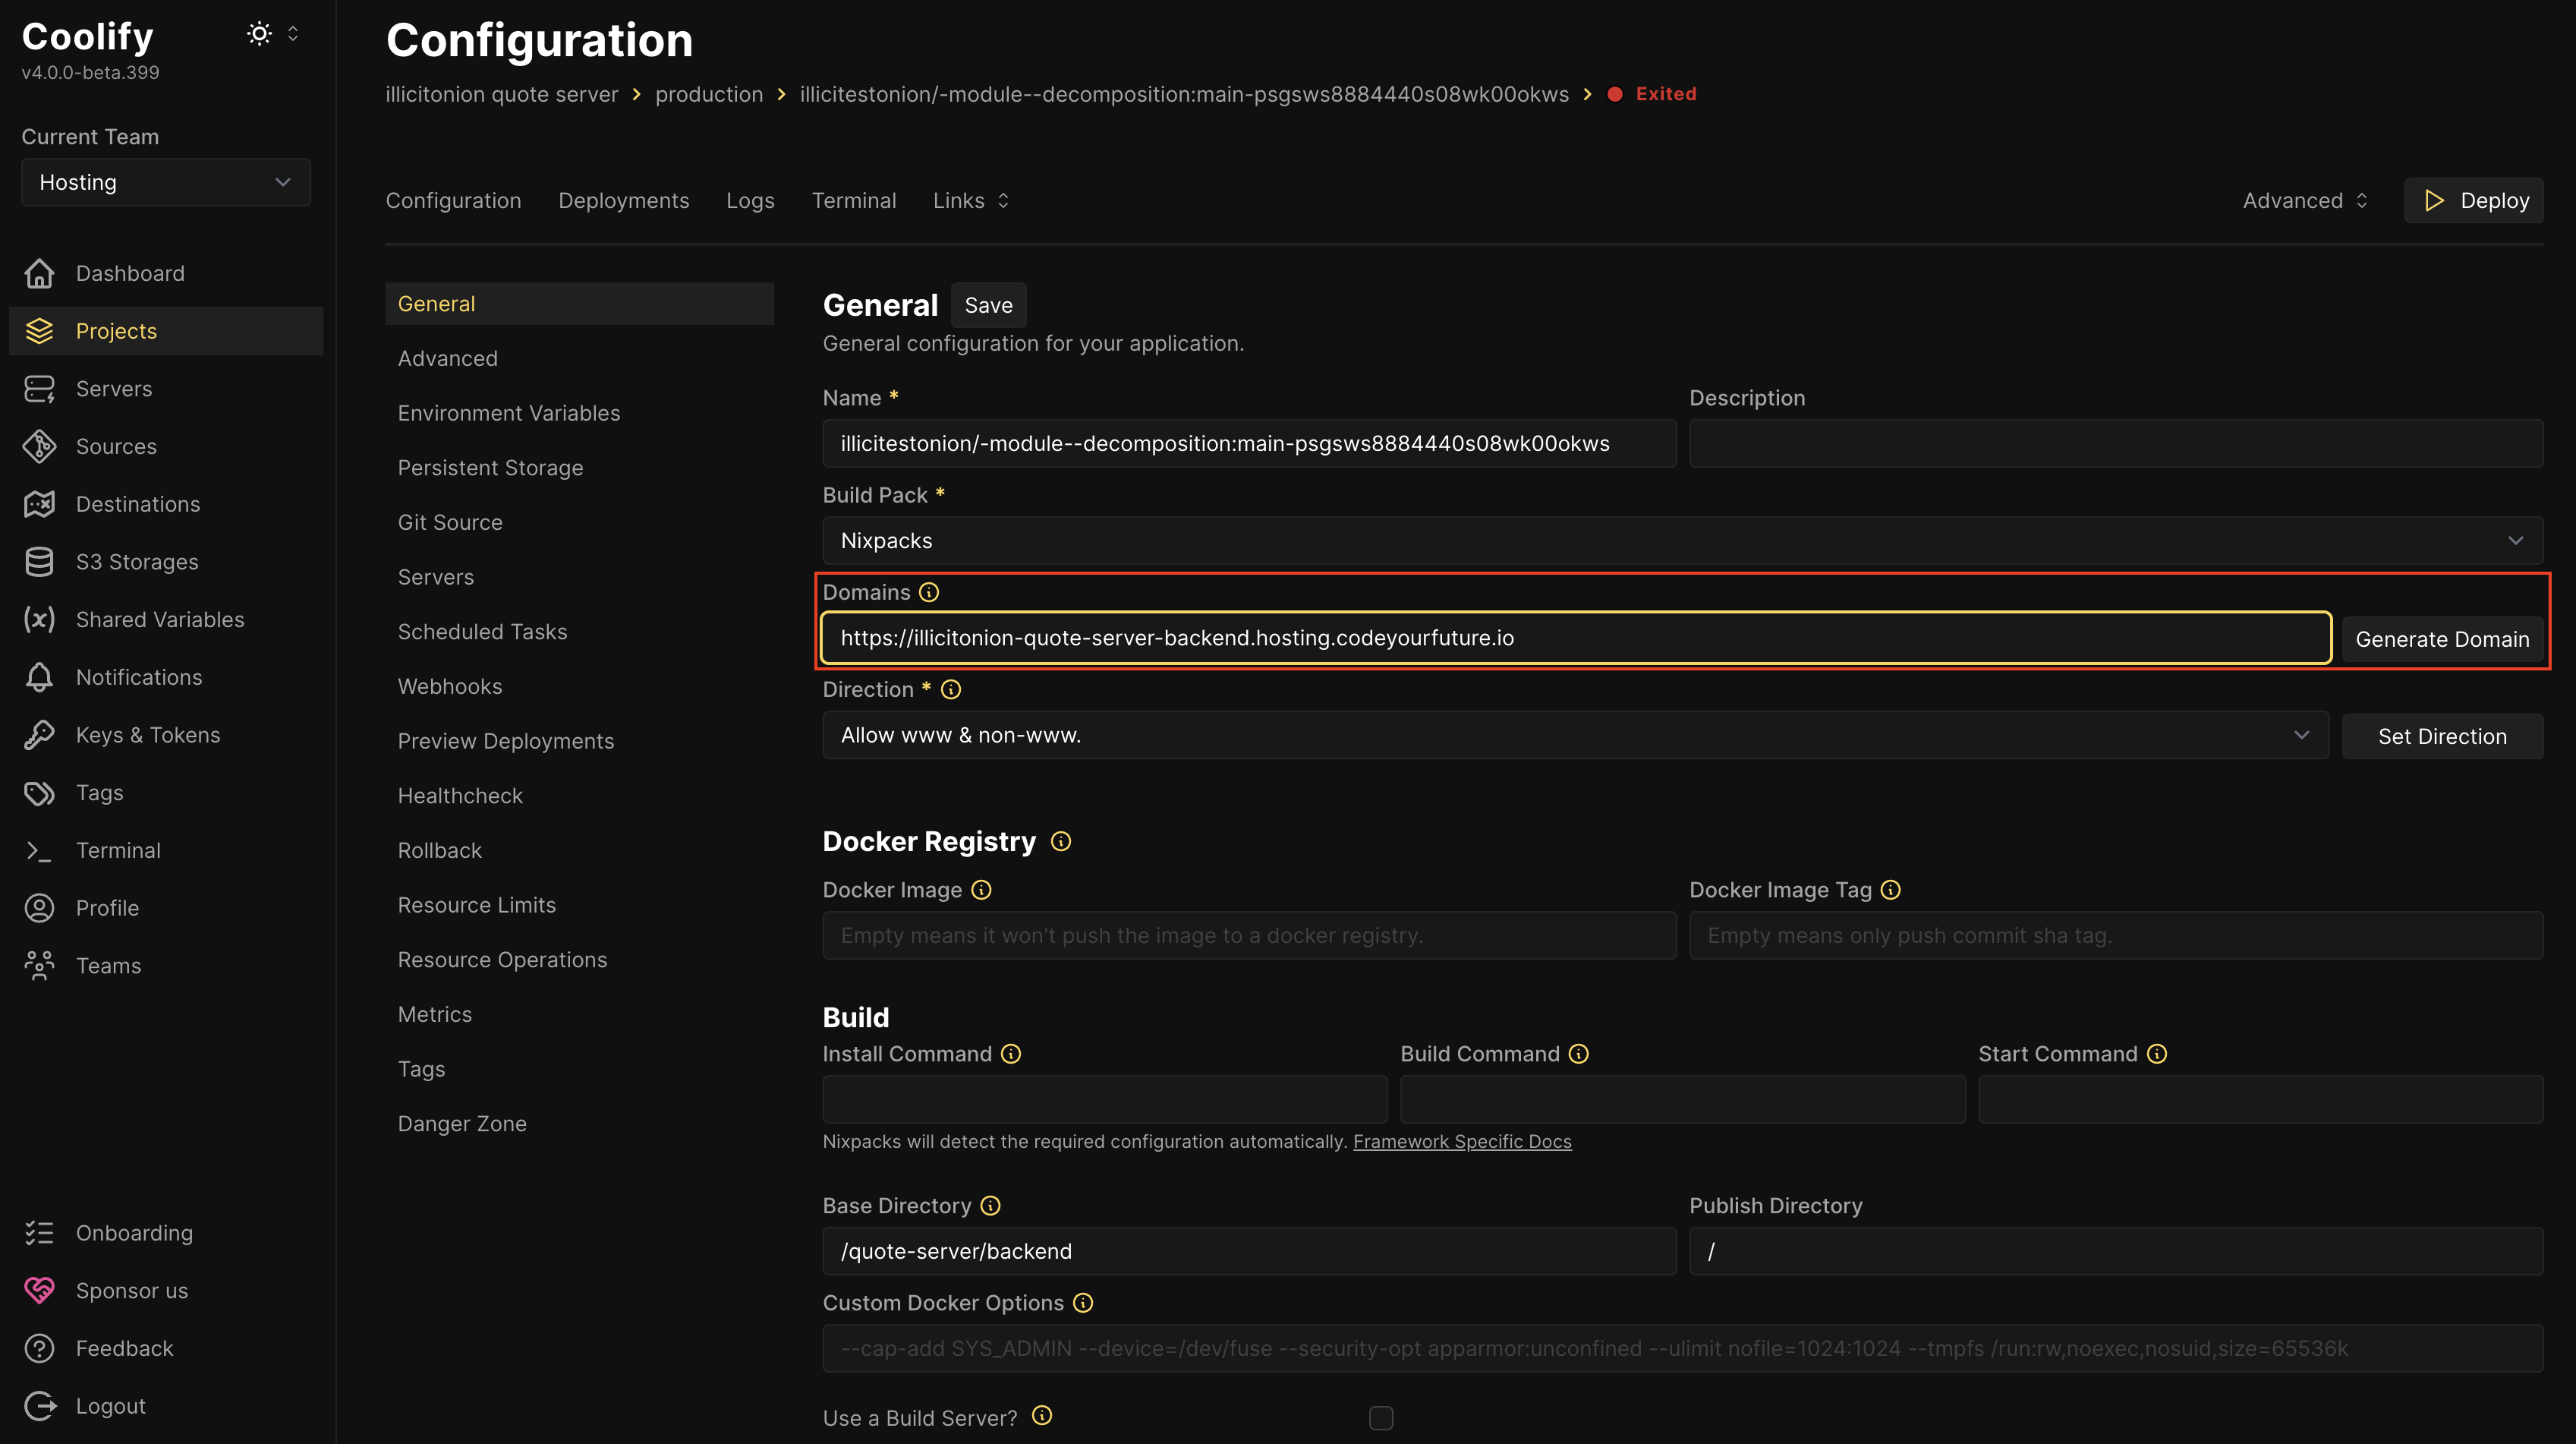 Coolify
v4.0.0-beta.399
Current Team
Hosting
Dashboard
Projects
Servers
Sources
Destinations
S3 Storages
Shared Variables
Notifications
Keys & Tokens
Tags
Terminal
Profile
Teams
Onboarding
Sponsor us
Feedback
Logout
Configuration
illicitonion quote server > production > illicitestonion/-module--decomposition:main-psgsws8884440s08wk00okws > Exited
Configuration Deployments Logs Terminal Links Advanced Deploy
General
Advanced
Environment Variables
Persistent Storage
Git Source
Servers
Scheduled Tasks
Webhooks
Preview Deployments
Healthcheck
Rollback
Resource Limits
Resource Operations
Metrics
Tags
Danger Zone
General Save
General configuration for your application.
Name * Description
illicitestonion/-module--decomposition:main-psgsws8884440s08wk00okws
Build Pack *
Nixpacks
Domains
https://illicitonion-quote-server-backend.hosting.codeyourfuture.io Generate Domain
Direction *
Allow www & non-www. Set Direction
Docker Registry
Docker Image Docker Image Tag
Empty means it won't push the image to a docker registry. Empty means only push commit sha tag.
Build
Install Command Build Command Start Command
Nixpacks will detect the required configuration automatically. Framework Specific Docs
Base Directory Publish Directory
/quote-server/backend /
Custom Docker Options
--cap-add SYS_ADMIN --device=/dev/fuse --security-opt apparmor:unconfined --ulimit nofile=1024:1024 --tmpfs /run:rw,noexec,nosuid,size=65536k
Use a Build Server?